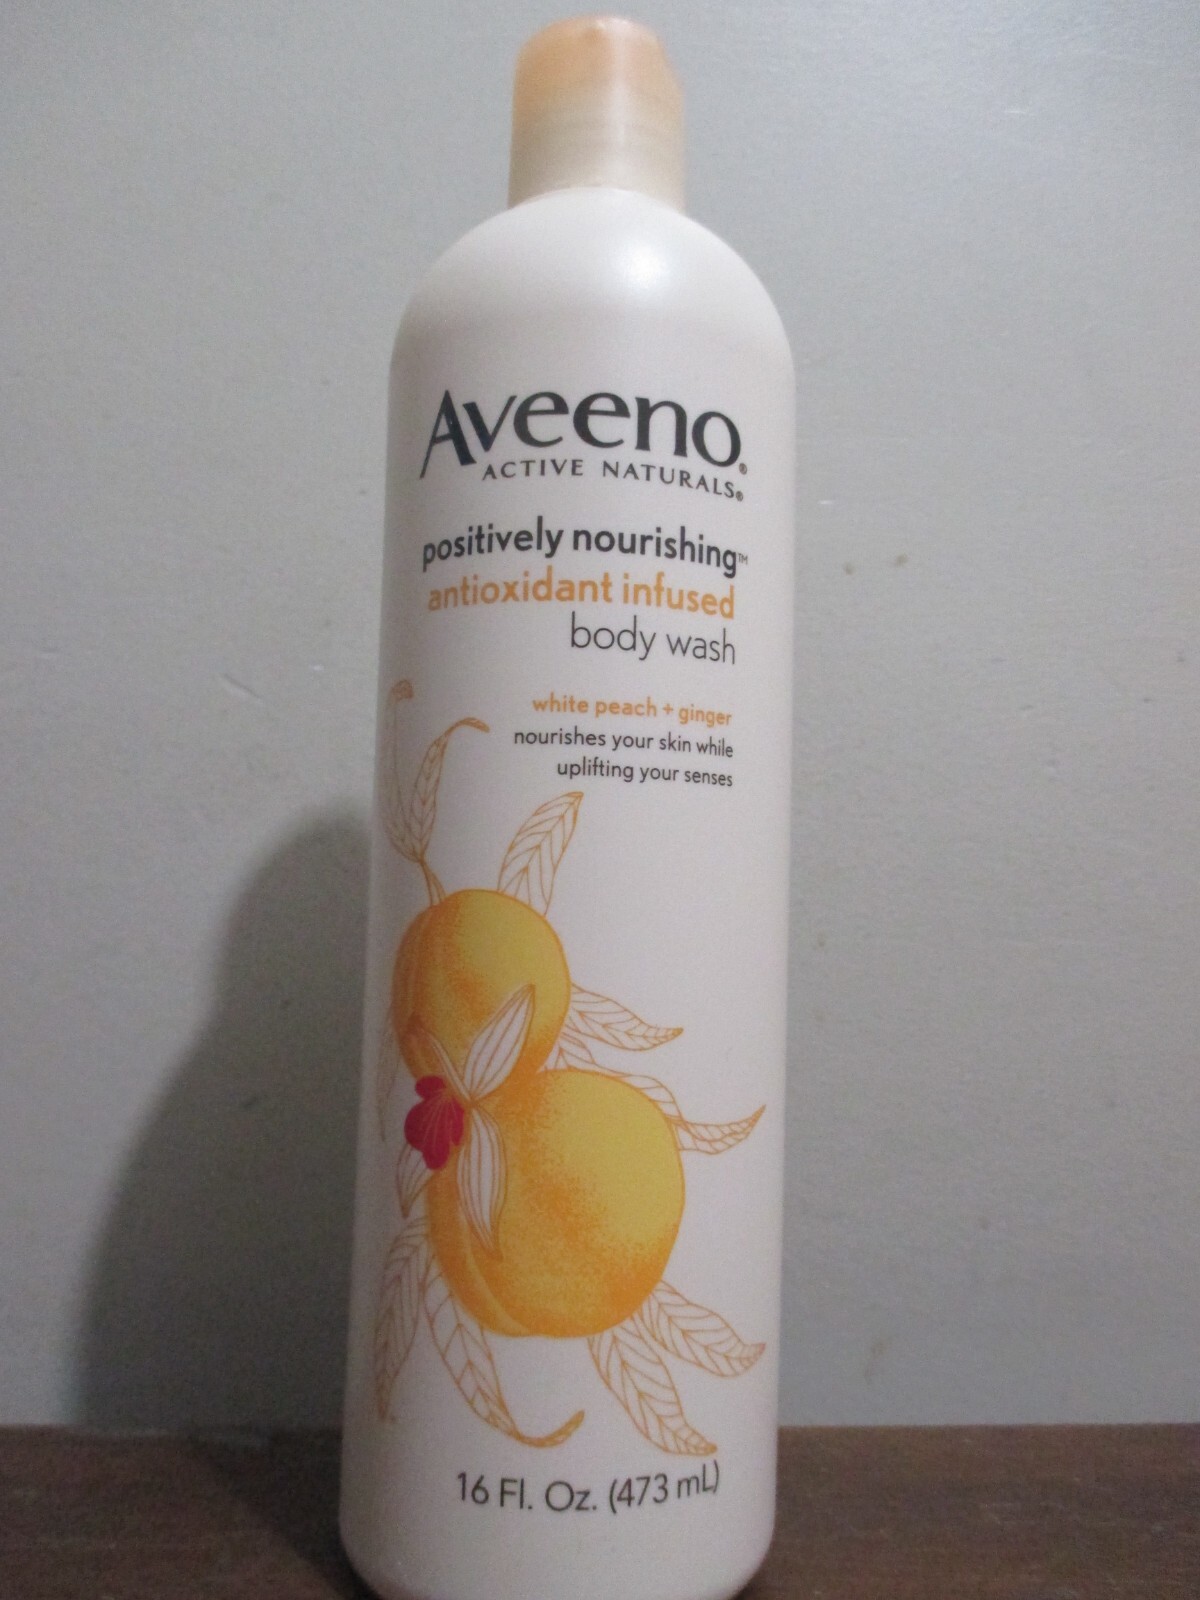 Aveeno®
ACTIVE NATURALS®
positively nourishing™
antioxidant infused
body wash
white peach + ginger
nourishes your skin while
uplifting your senses
16 Fl. Oz. (473 mL)